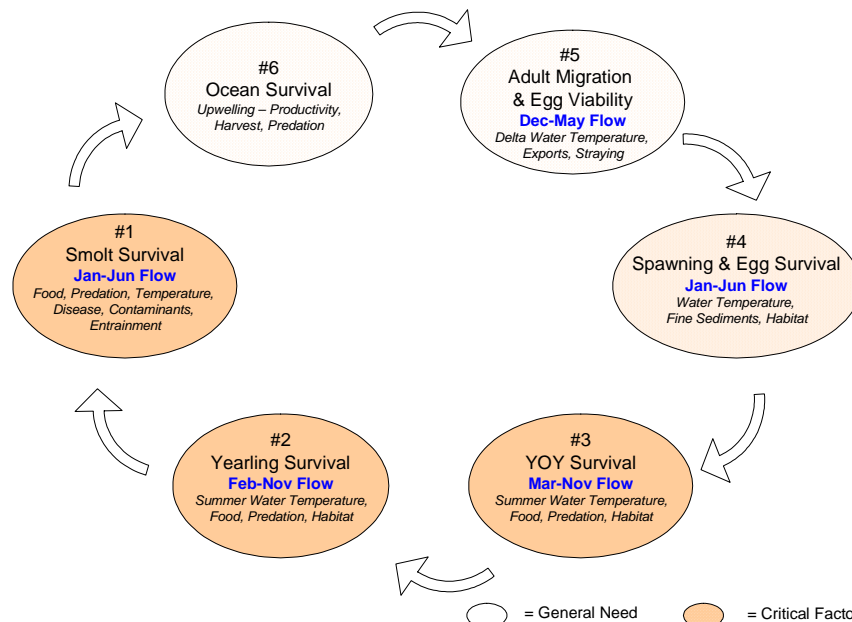 #6
Ocean Survival
Upwelling – Productivity,
Harvest, Predation
#5
Adult Migration
& Egg Viability
Dec-May Flow
Delta Water Temperature,
Exports, Straying
#4
Spawning & Egg Survival
Jan-Jun Flow
Water Temperature,
Fine Sediments, Habitat
#3
YOY Survival
Mar-Nov Flow
Summer Water Temperature,
Food, Predation, Habitat
#2
Yearling Survival
Feb-Nov Flow
Summer Water Temperature,
Food, Predation, Habitat
#1
Smolt Survival
Jan-Jun Flow
Food, Predation, Temperature,
Disease, Contaminants,
Entrainment
= General Need
= Critical Facto